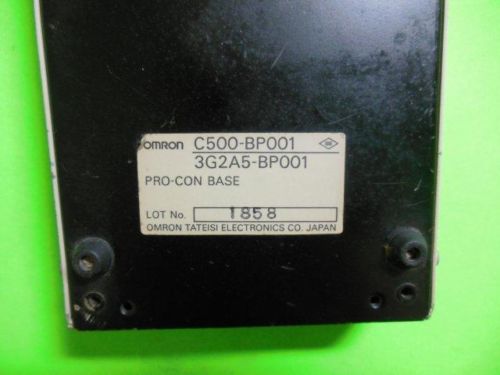 omron C500-BP001
3G2A5-BP001
PRO-CON BASE
LOT No. 1858
OMRON TATEISI ELECTRONICS CO. JAPAN